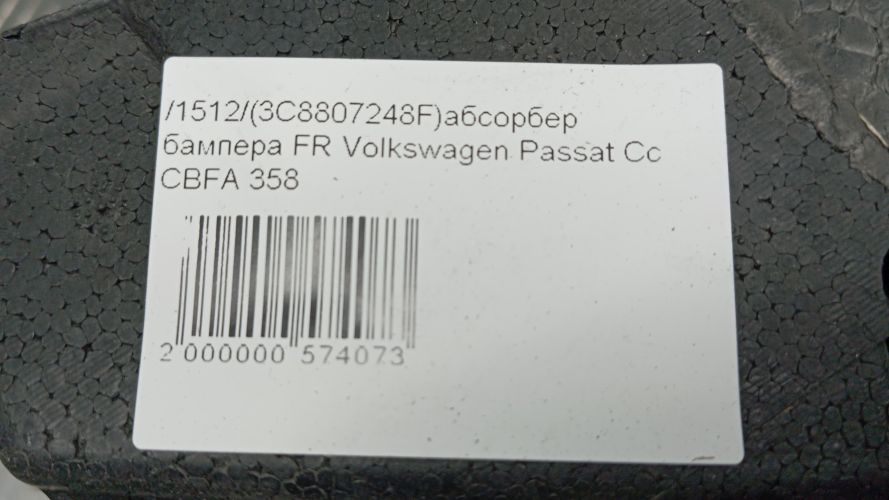 /1512/(3C8807248F)абсорбер
бампера FR Volkswagen Passat Cc
CBFA 358
2 000000 574073